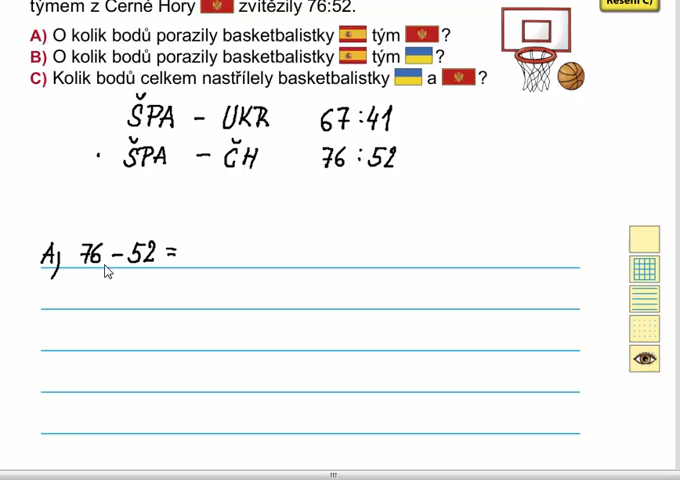 týmem z Černé Hory zvítězily 76:52.
A) O kolik bodů porazily basketbalistky tým ?
B) O kolik bodů porazily basketbalistky tým ?
C) Kolik bodů celkem nastřílely basketbalistky a ?
Řešení C)
ŠPA - UKR 67:41
ŠPA - ČH 76:52
A) 76-52=